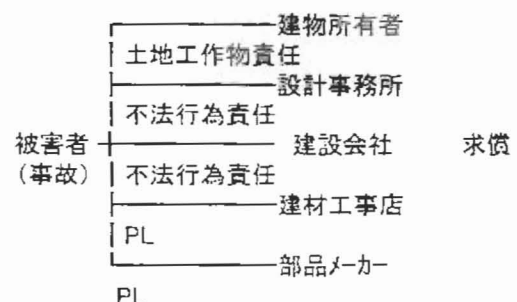 建物所有者
土地工作物責任
設計事務所
不法行為責任
被害者 建設会社 求償
(事故) 不法行為責任
建材工事店
PL
部品メーカー
PL